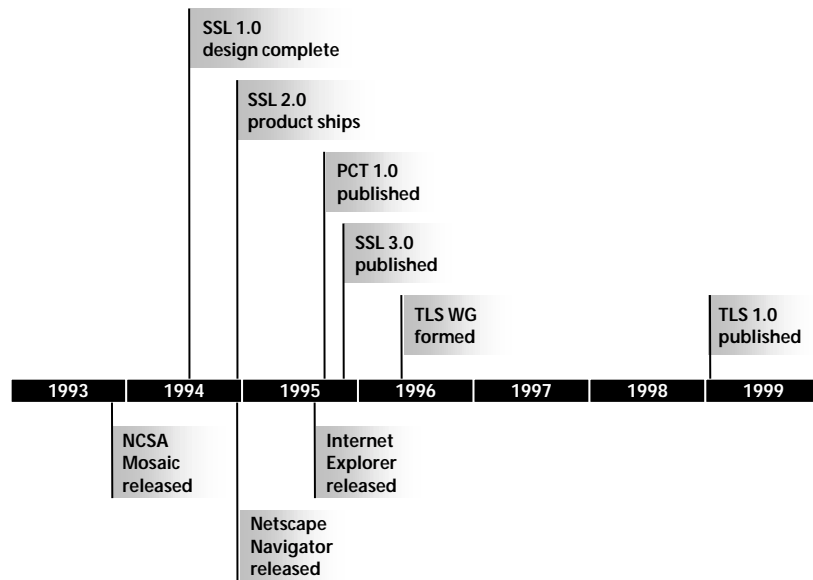 SSL 1.0
design complete
SSL 2.0
product ships
PCT 1.0
published
SSL 3.0
published
TLS WG
formed
TLS 1.0
published
1993 1994 1995 1996 1997 1998 1999
NCSA
Mosaic
released
Internet
Explorer
released
Netscape
Navigator
released